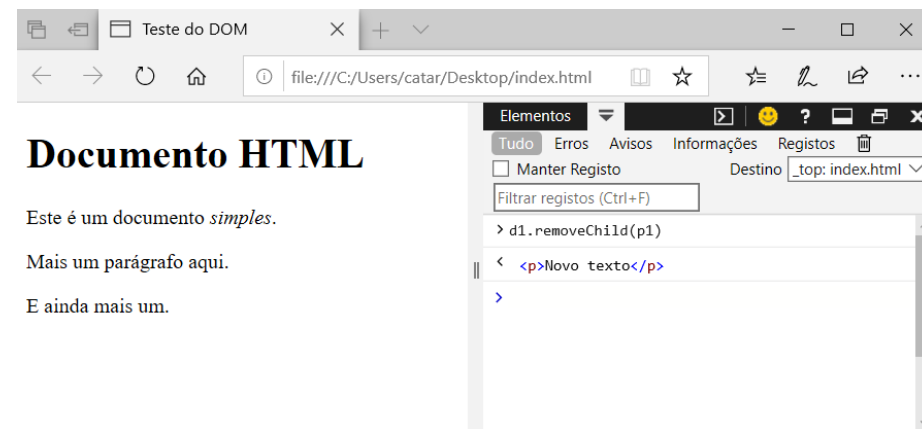 Teste do DOM
file:///C:/Users/catar/Desktop/index.html
Documento HTML
Este é um documento simples.
Mais um parágrafo aqui.
E ainda mais um.
Elementos
?
Tudo Erros Avisos Informações Registos
Manter Registo Destino _top: index.html
Filtrar registos (Ctrl+F)
> d1.removeChild(p1)
< <p>Novo texto</p>
>